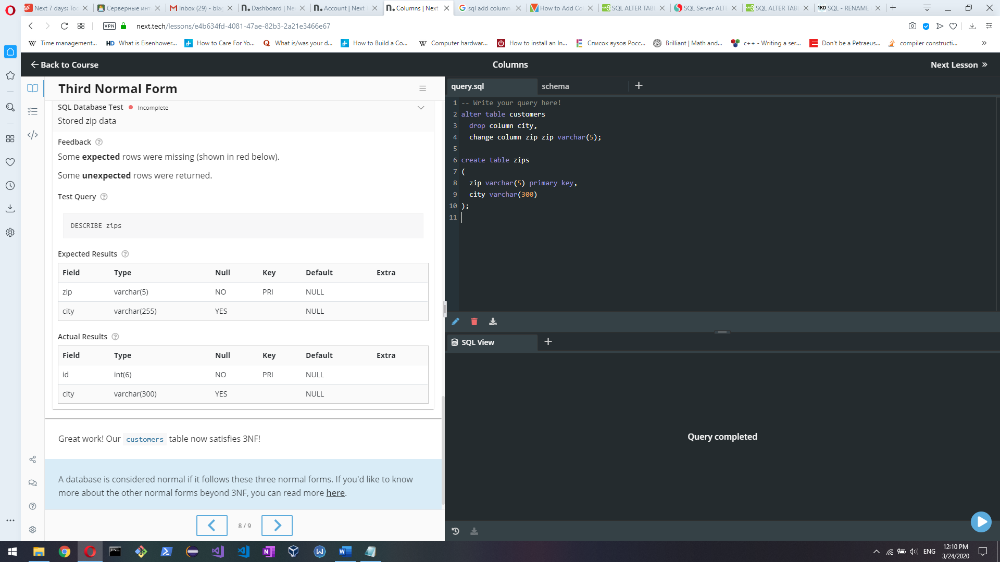 Next 7 days: Tod
Серверные инт
Inbox (29) - blac
Dashboard | Ne
Account | Next T
Columns | Next
sql add column
How to Add Col
SQL ALTER TABL
SQL Server ALTE
SQL ALTER TABL
1KD SQL - RENAME
VPN next.tech/lessons/e4b634fd-4081-47ae-82b3-2a21e3466e67
Time management...
What is Eisenhower...
How to Care For Yo...
What is/was your d...
How to Build a Co...
Computer hardwar...
How to install an In...
Список вузов Росс...
Brilliant | Math and...
c++ - Writing a ser...
Don't be a Petraeus...
compiler constructi...
Back to Course
Columns
Next Lesson »
Third Normal Form
SQL Database Test Incomplete
Stored zip data
Feedback
Some expected rows were missing (shown in red below).
Some unexpected rows were returned.
Test Query
DESCRIBE zips
Expected Results
Field Type Null Key Default Extra
zip varchar(5) NO PRI NULL
city varchar(255) YES NULL
Actual Results
Field Type Null Key Default Extra
id int(6) NO PRI NULL
city varchar(300) YES NULL
Great work! Our customers table now satisfies 3NF!
A database is considered normal if it follows these three normal forms. If you'd like to know
more about the other normal forms beyond 3NF, you can read more here.
8 / 9
query.sql
schema
1 -- Write your query here!
2 alter table customers
3 drop column city,
4 change column zip zip varchar(5);
5
6 create table zips
7 (
8 zip varchar(5) primary key,
9 city varchar(300)
10 );
11
SQL View
Query completed
ENG
12:10 PM
3/24/2020